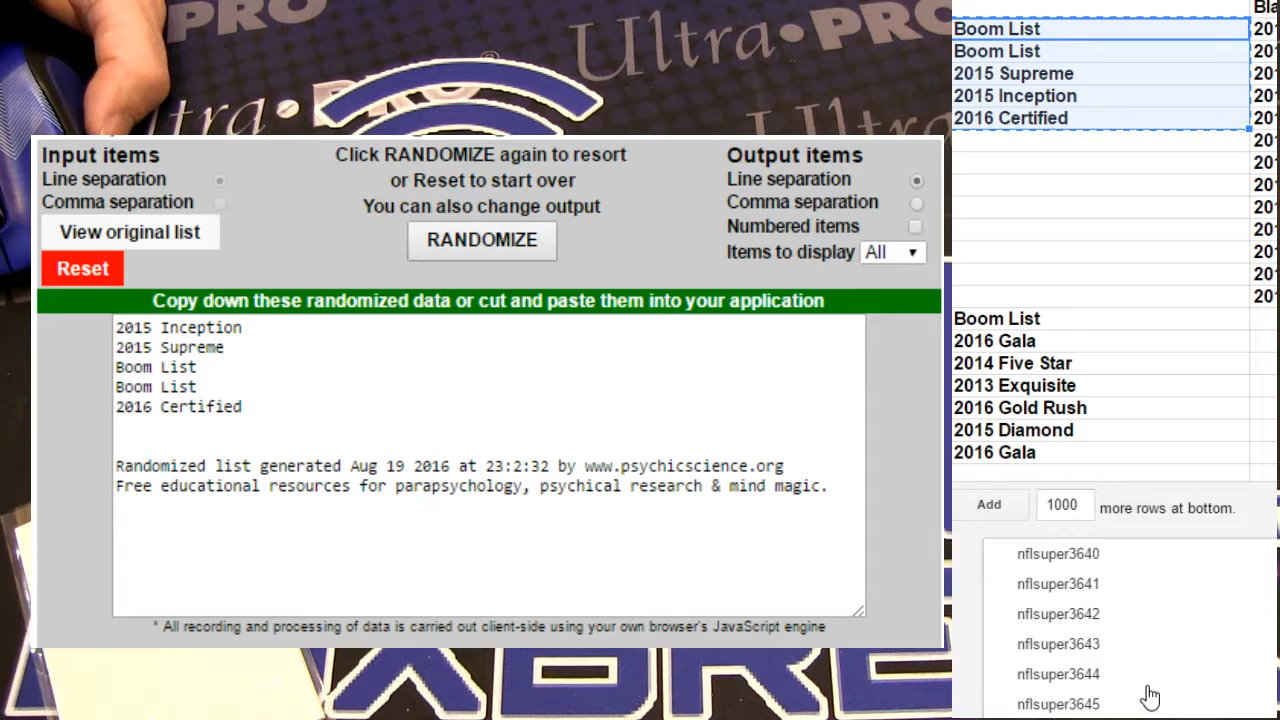 Ultra•PRO
PRO
ltra•PRO
Ultra
Input items
Line separation
Comma separation
View original list
Reset
Click RANDOMIZE again to resort
or Reset to start over
You can also change output
RANDOMIZE
Output items
Line separation
Comma separation
Numbered items
Items to display All
Copy down these randomized data or cut and paste them into your application
2015 Inception
2015 Supreme
Boom List
Boom List
2016 Certified
Randomized list generated Aug 19 2016 at 23:2:32 by www.psychicscience.org
Free educational resources for parapsychology, psychical research & mind magic.
* All recording and processing of data is carried out client-side using your own browser's JavaScript engine
Boom List
Boom List
2015 Supreme
2015 Inception
2016 Certified
Boom List
2016 Gala
2014 Five Star
2013 Exquisite
2016 Gold Rush
2015 Diamond
2016 Gala
Add 1000 more rows at bottom.
nflsuper3640
nflsuper3641
nflsuper3642
nflsuper3643
nflsuper3644
nflsuper3645